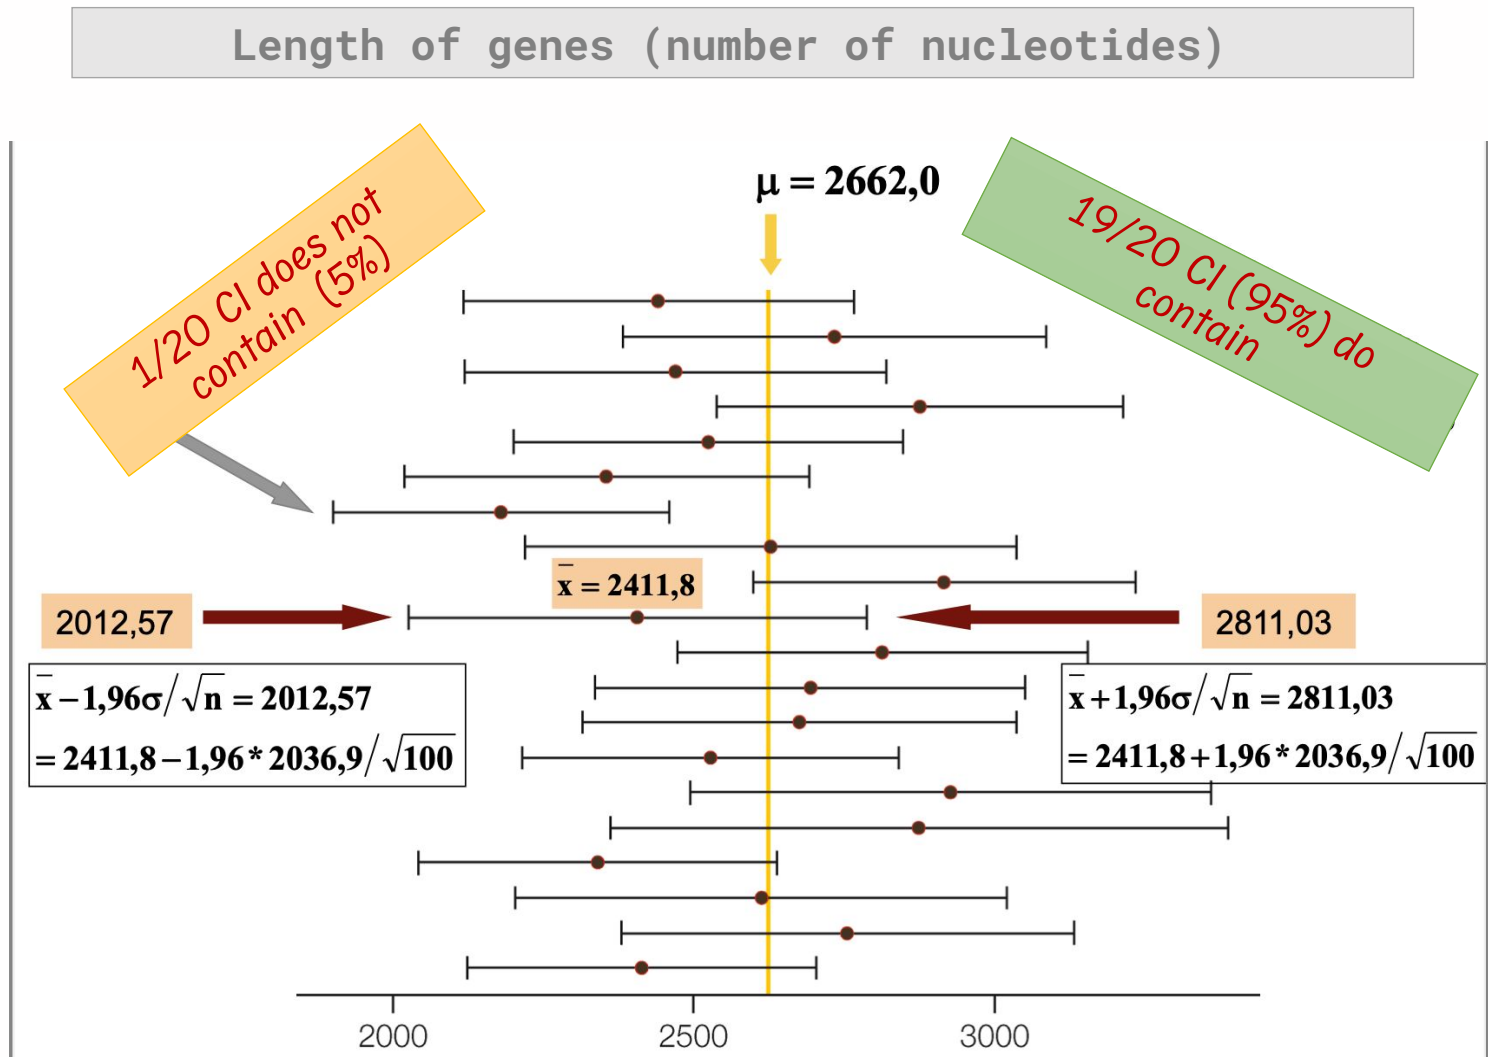 Length of genes (number of nucleotides)
μ = 2662,0
1/20 CI does not
contain (5%)
19/20 CI (95%) do
contain
x̄ = 2411,8
2012,57
2811,03
x̄ − 1,96σ/√n = 2012,57
= 2411,8 − 1,96 * 2036,9/√100
x̄ + 1,96σ/√n = 2811,03
= 2411,8 + 1,96 * 2036,9/√100
2000 2500 3000